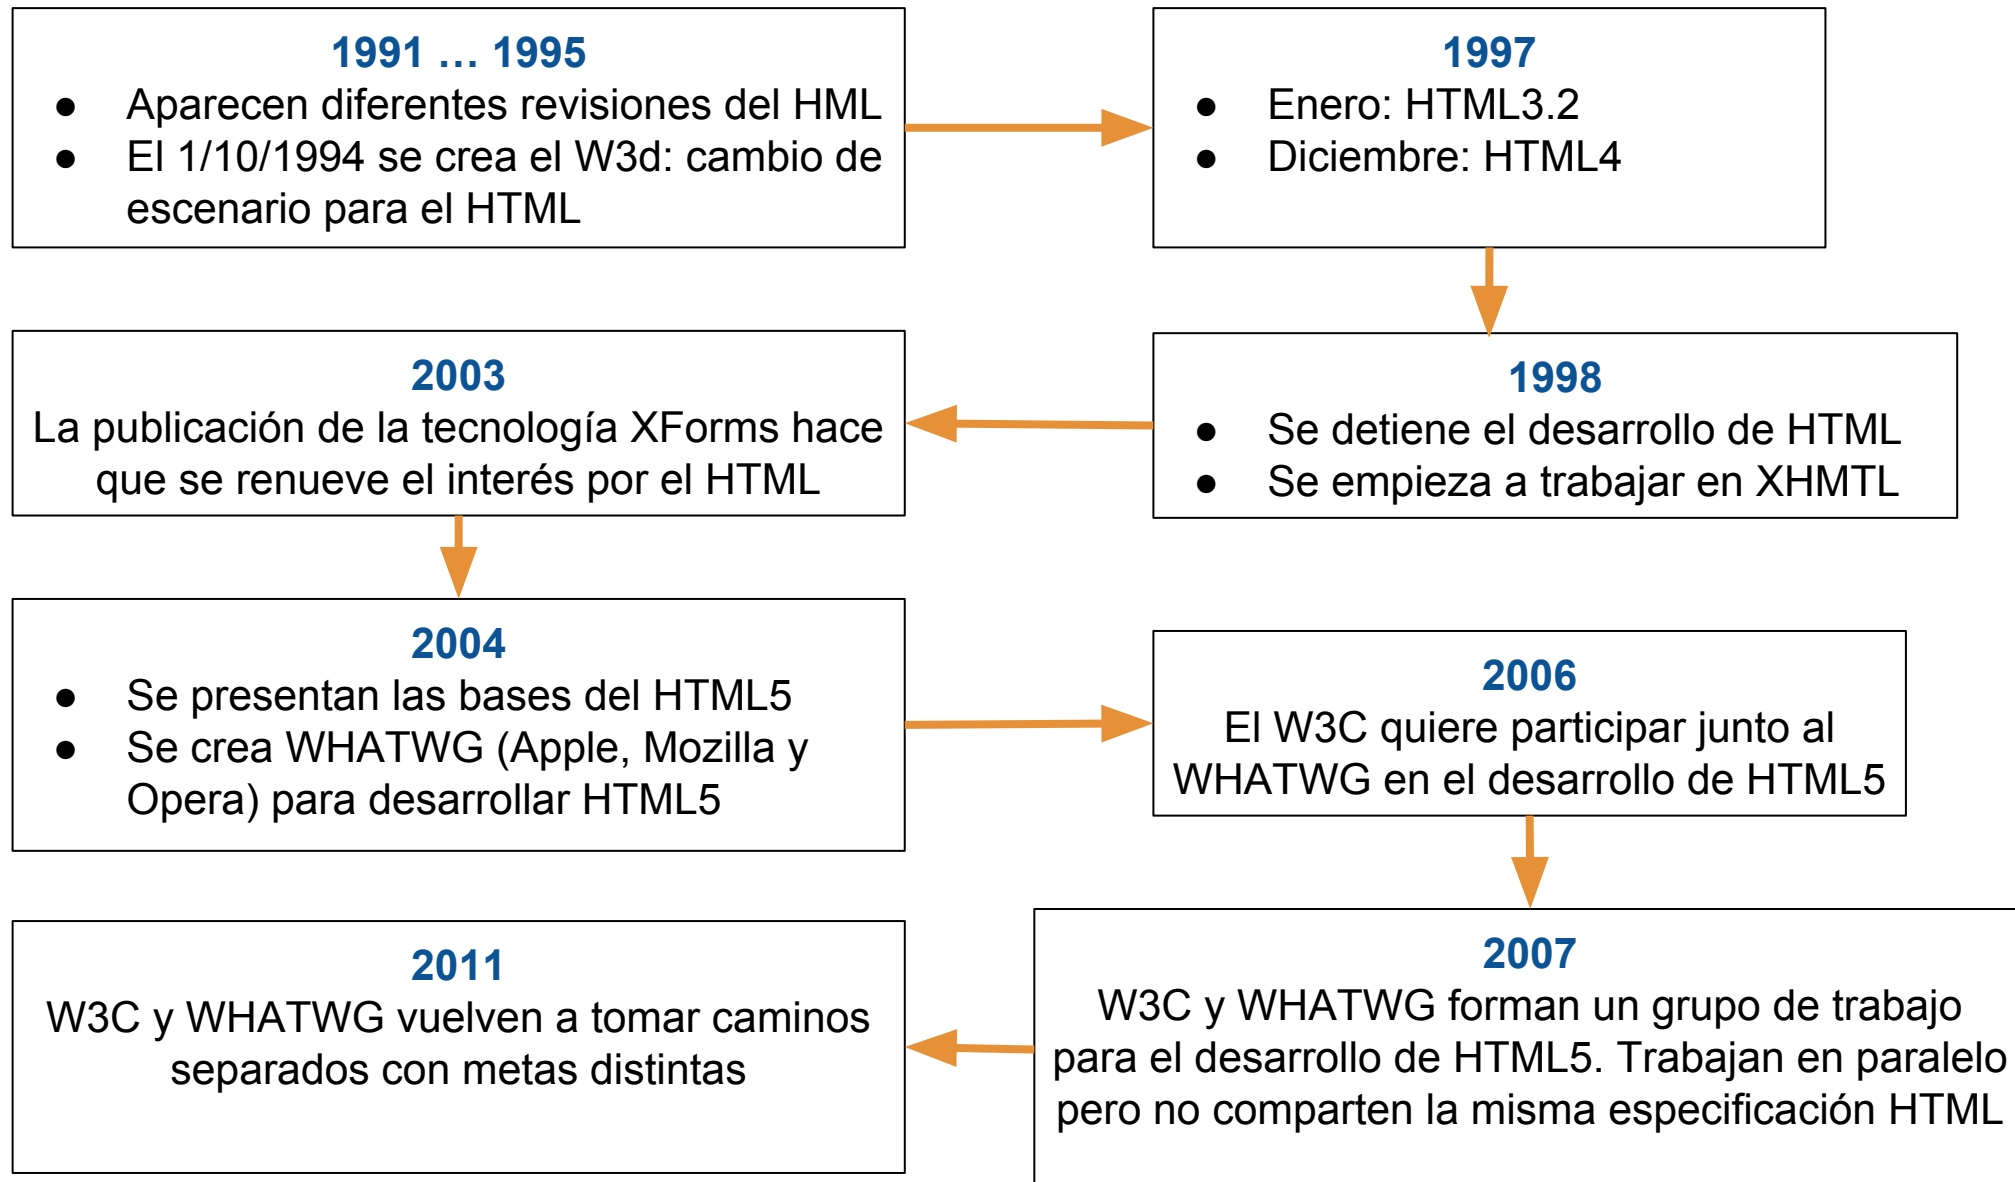 1991 … 1995
● Aparecen diferentes revisiones del HML
● El 1/10/1994 se crea el W3d: cambio de
escenario para el HTML
1997
● Enero: HTML3.2
● Diciembre: HTML4
1998
● Se detiene el desarrollo de HTML
● Se empieza a trabajar en XHMTL
2003
La publicación de la tecnología XForms hace
que se renueve el interés por el HTML
2004
● Se presentan las bases del HTML5
● Se crea WHATWG (Apple, Mozilla y
Opera) para desarrollar HTML5
2006
El W3C quiere participar junto al
WHATWG en el desarrollo de HTML5
2007
W3C y WHATWG forman un grupo de trabajo
para el desarrollo de HTML5. Trabajan en paralelo
pero no comparten la misma especificación HTML
2011
W3C y WHATWG vuelven a tomar caminos
separados con metas distintas